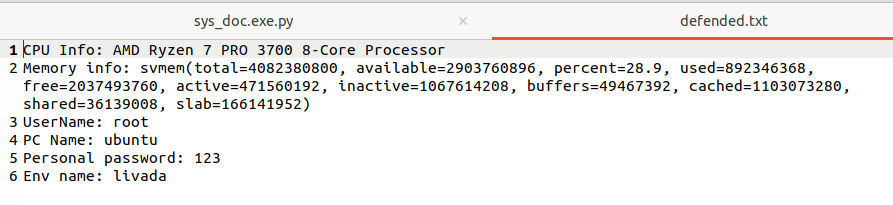 sys_doc.exe.py × defended.txt
1 CPU Info: AMD Ryzen 7 PRO 3700 8-Core Processor
2 Memory info: svmem(total=4082380800, available=2903760896, percent=28.9, used=892346368,
free=2037493760, active=471560192, inactive=1067614208, buffers=49467392, cached=1103073280,
shared=36139008, slab=166141952)
3 UserName: root
4 PC Name: ubuntu
5 Personal password: 123
6 Env name: livada